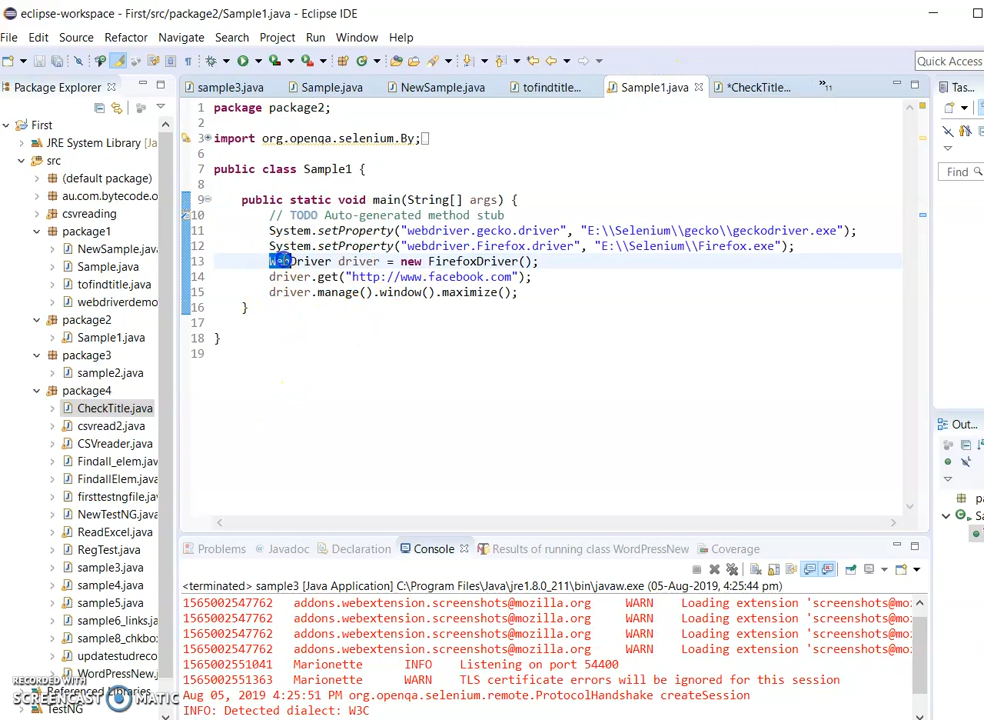 eclipse-workspace - First/src/package2/Sample1.java - Eclipse IDE
File Edit Source Refactor Navigate Search Project Run Window Help
Quick Access
Package Explorer
sample3.java Sample.java NewSample.java tofindtitle... Sample1.java *CheckTitle... »11
Tas...
Find
First
JRE System Library [Ja
src
(default package)
au.com.bytecode.o
csvreading
package1
NewSample.java
Sample.java
tofindtitle.java
webdriverdemo
package2
Sample1.java
package3
sample2.java
package4
CheckTitle.java
csvread2.java
CSVreader.java
Findall_elem.java
FindallElem.java
firsttestngfile.java
NewTestNG.java
ReadExcel.java
RegTest.java
sample3.java
sample4.java
sample5.java
sample6_links.java
sample8_chkbo
updatestudreco
WordPressNew.j
Referenced Libraries
TestNG
1 package package2;
2
3 import org.openqa.selenium.By;
6
7 public class Sample1 {
8
9 public static void main(String[] args) {
10 // TODO Auto-generated method stub
11 System.setProperty("webdriver.gecko.driver", "E:\\Selenium\\gecko\\geckodriver.exe");
12 System.setProperty("webdriver.Firefox.driver", "E:\\Selenium\\Firefox.exe");
13 WebDriver driver = new FirefoxDriver();
14 driver.get("http://www.facebook.com");
15 driver.manage().window().maximize();
16 }
17
18 }
19
Out...
Problems Javadoc Declaration Console Results of running class WordPressNew Coverage
<terminated> sample3 [Java Application] C:\Program Files\Java\jre1.8.0_211\bin\javaw.exe (05-Aug-2019, 4:25:44 pm)
1565002547762 addons.webextension.screenshots@mozilla.org WARN Loading extension 'screenshots@mo
1565002547762 addons.webextension.screenshots@mozilla.org WARN Loading extension 'screenshots@mo
1565002547762 addons.webextension.screenshots@mozilla.org WARN Loading extension 'screenshots@mo
1565002547762 addons.webextension.screenshots@mozilla.org WARN Loading extension 'screenshots@mo
1565002551041 Marionette INFO Listening on port 54400
1565002551363 Marionette WARN TLS certificate errors will be ignored for this session
Aug 05, 2019 4:25:51 PM org.openqa.selenium.remote.ProtocolHandshake createSession
INFO: Detected dialect: W3C
RECORDED WITH
SCREENCAST MATIC